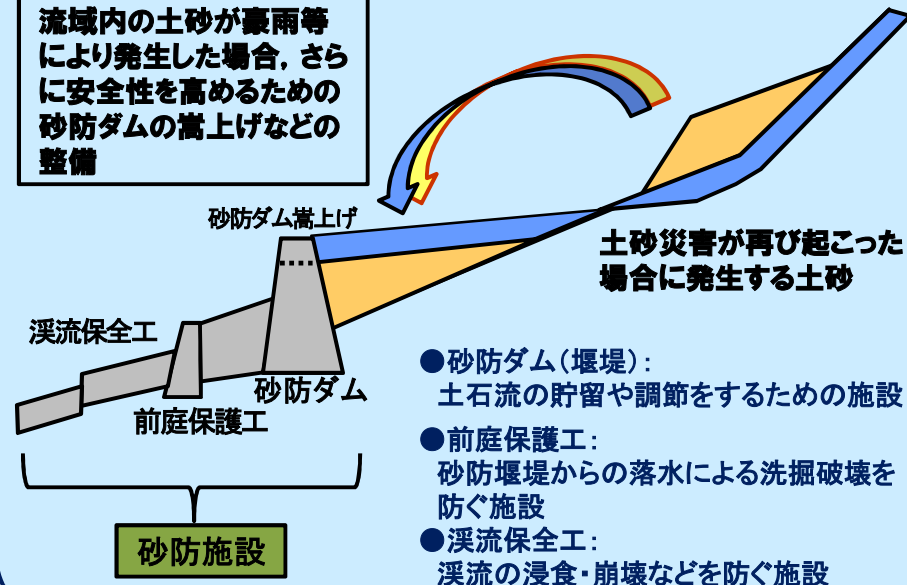 流域内の土砂が豪雨等
により発生した場合，さら
に安全性を高めるための
砂防ダムの嵩上げなどの
整備
砂防ダム嵩上げ
土砂災害が再び起こった
場合に発生する土砂
渓流保全工
砂防ダム
前庭保護工
砂防施設
●砂防ダム（堰堤）：
土石流の貯留や調節をするための施設
●前庭保護工：
砂防堰堤からの落水による洗掘破壊を
防ぐ施設
●渓流保全工：
渓流の浸食・崩壊などを防ぐ施設